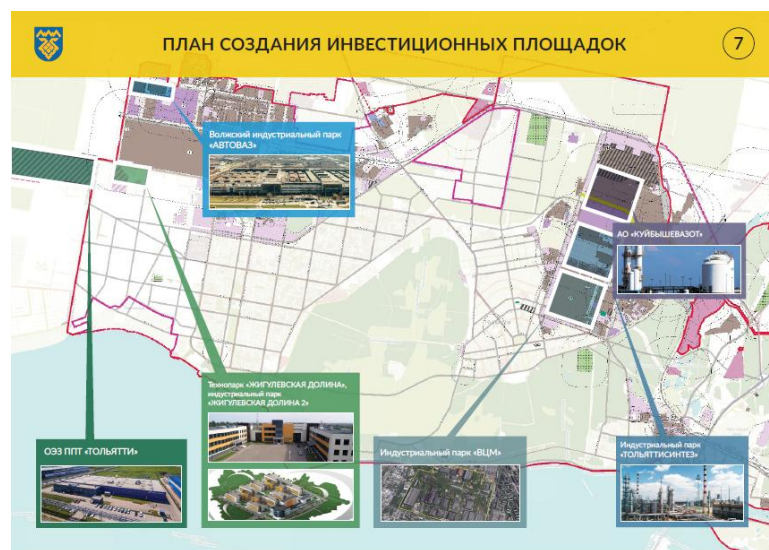 ПЛАН СОЗДАНИЯ ИНВЕСТИЦИОННЫХ ПЛОЩАДОК
7
Волжский индустриальный парк
«АВТОВАЗ»
АО «КУЙБЫШЕВАЗОТ»
Технопарк «ЖИГУЛЕВСКАЯ ДОЛИНА»,
индустриальный парк
«ЖИГУЛЕВСКАЯ ДОЛИНА 2»
ОЭЗ ППТ «ТОЛЬЯТТИ»
Индустриальный парк «ВЦМ»
Индустриальный парк
«ТОЛЬЯТТИСИНТЕЗ»